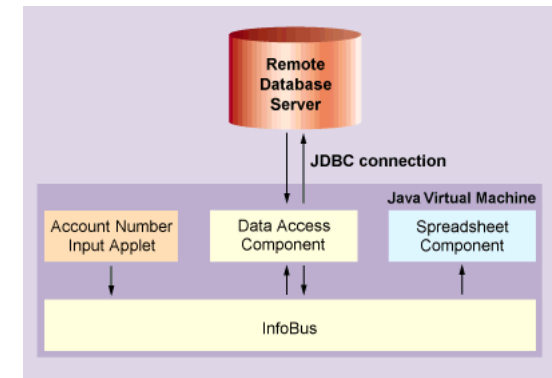 Remote
Database
Server
JDBC connection
Java Virtual Machine
Account Number
Input Applet
Data Access
Component
Spreadsheet
Component
InfoBus